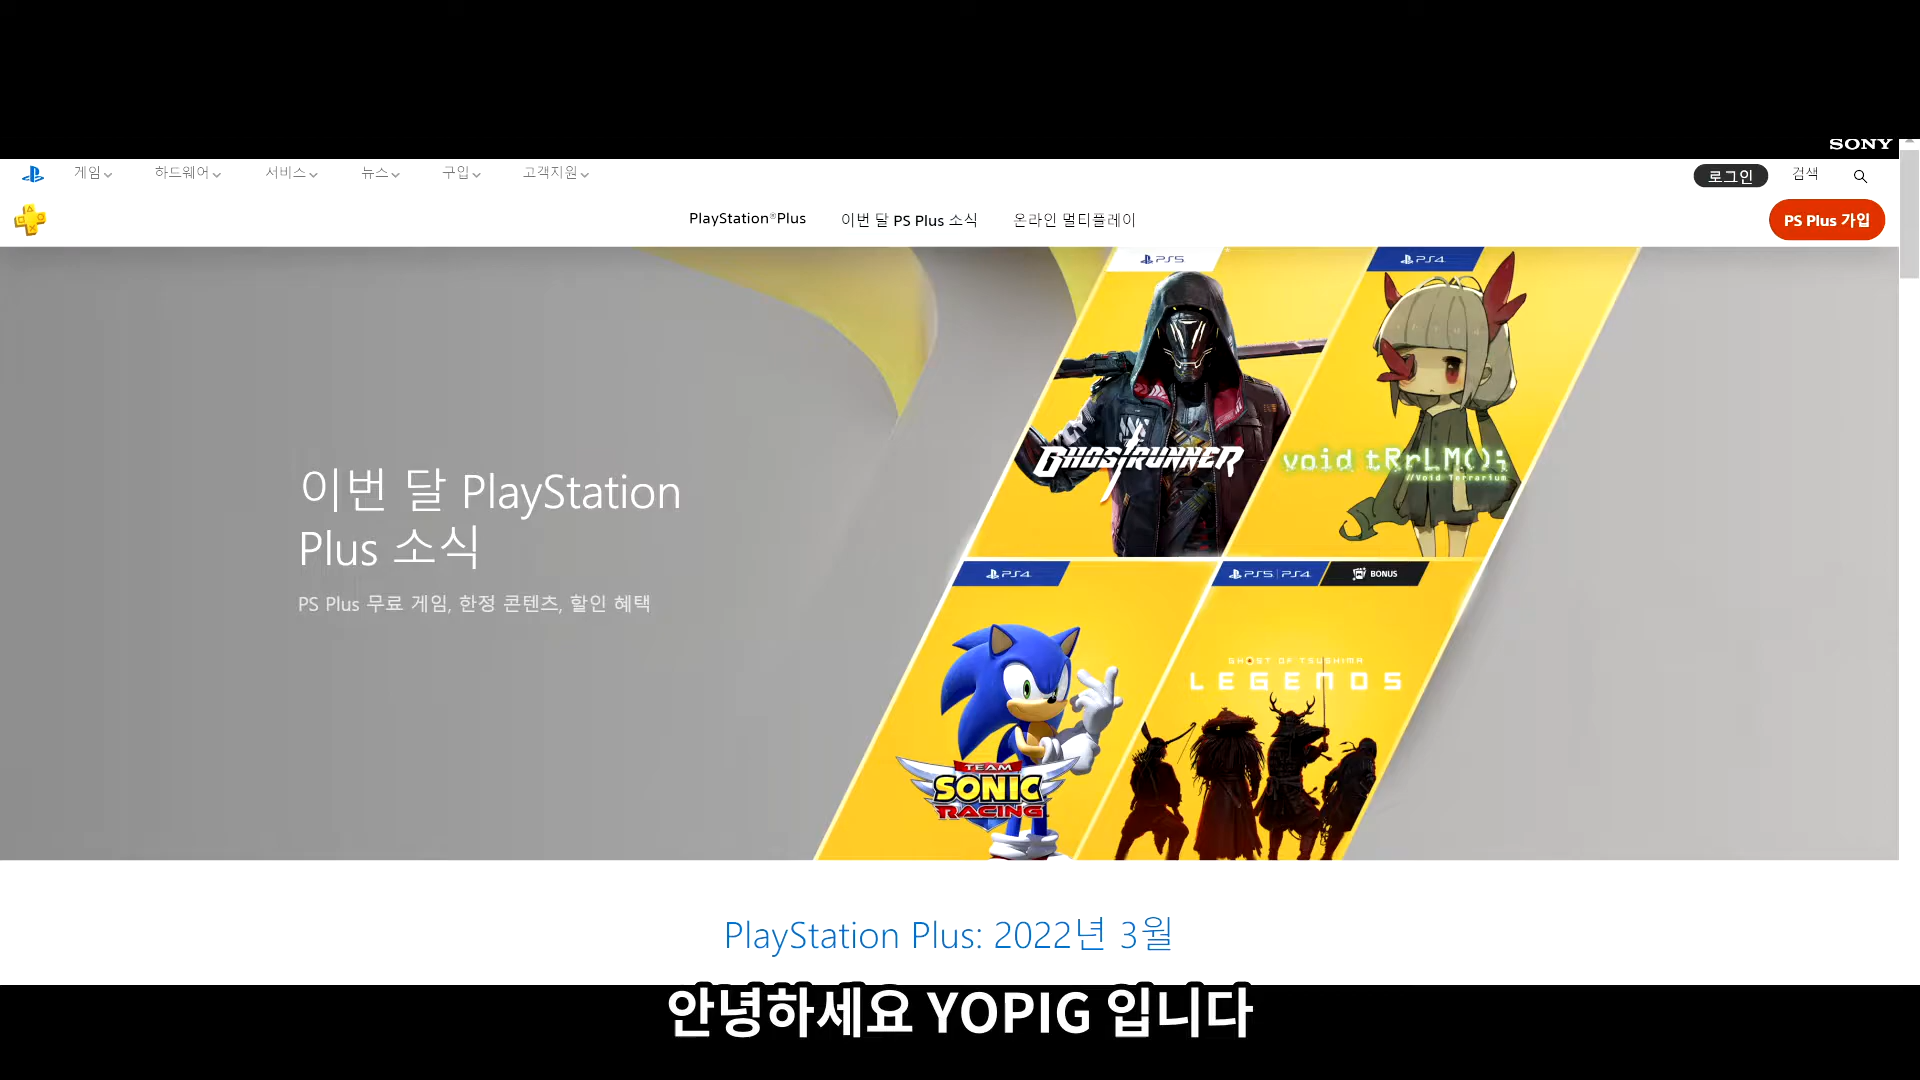 SONY
게임 하드웨어 서비스 뉴스 구입 고객지원 로그인 검색
PlayStation®Plus 이번 달 PS Plus 소식 온라인 멀티플레이 PS Plus 가입
PS5
PS4
GHOSTRUNNER
void tRrLM();
//Void Terrarium
이번 달 PlayStation
Plus 소식
PS Plus 무료 게임, 한정 콘텐츠, 할인 혜택
PS4
PS5 PS4 BONUS
GHOST OF TSUSHIMA
LEGENDS
TEAM
SONIC
RACING
PlayStation Plus: 2022년 3월
안녕하세요 YOPIG 입니다